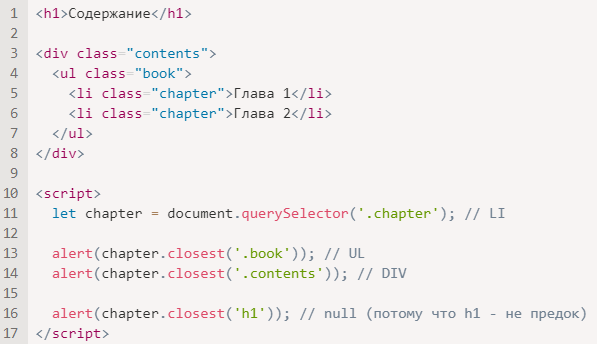 1 <h1>Содержание</h1>
2
3 <div class="contents">
4   <ul class="book">
5     <li class="chapter">Глава 1</li>
6     <li class="chapter">Глава 2</li>
7   </ul>
8 </div>
9
10 <script>
11   let chapter = document.querySelector('.chapter'); // LI
12
13   alert(chapter.closest('.book')); // UL
14   alert(chapter.closest('.contents')); // DIV
15
16   alert(chapter.closest('h1')); // null (потому что h1 - не предок)
17 </script>